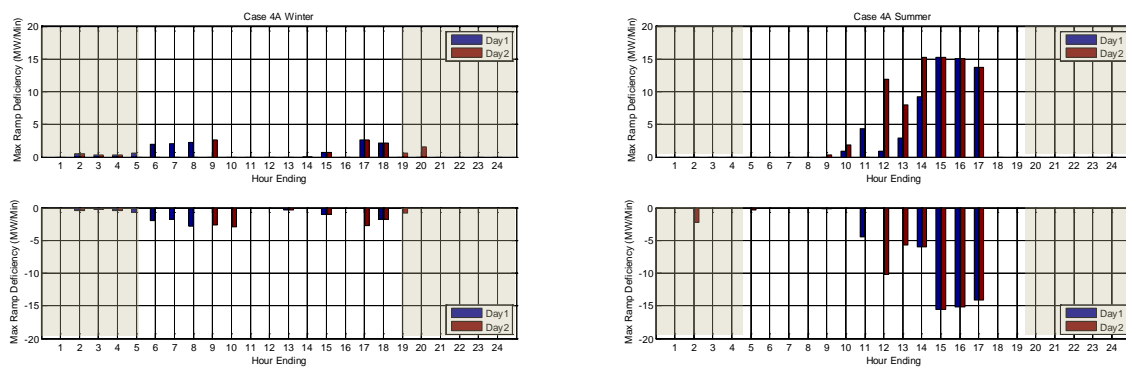 Case 4A Winter
Max Ramp Deficiency (MW/Min)
20
15
10
5
0
Day1
Day2
1 2 3 4 5 6 7 8 9 10 11 12 13 14 15 16 17 18 19 20 21 22 23 24
Hour Ending
Max Ramp Deficiency (MW/Min)
0
-5
-10
-15
-20
Day1
Day2
1 2 3 4 5 6 7 8 9 10 11 12 13 14 15 16 17 18 19 20 21 22 23 24
Hour Ending
Case 4A Summer
Max Ramp Deficiency (MW/Min)
20
15
10
5
0
Day1
Day2
1 2 3 4 5 6 7 8 9 10 11 12 13 14 15 16 17 18 19 20 21 22 23 24
Hour Ending
Max Ramp Deficiency (MW/Min)
0
-5
-10
-15
-20
Day1
Day2
1 2 3 4 5 6 7 8 9 10 11 12 13 14 15 16 17 18 19 20 21 22 23 24
Hour Ending